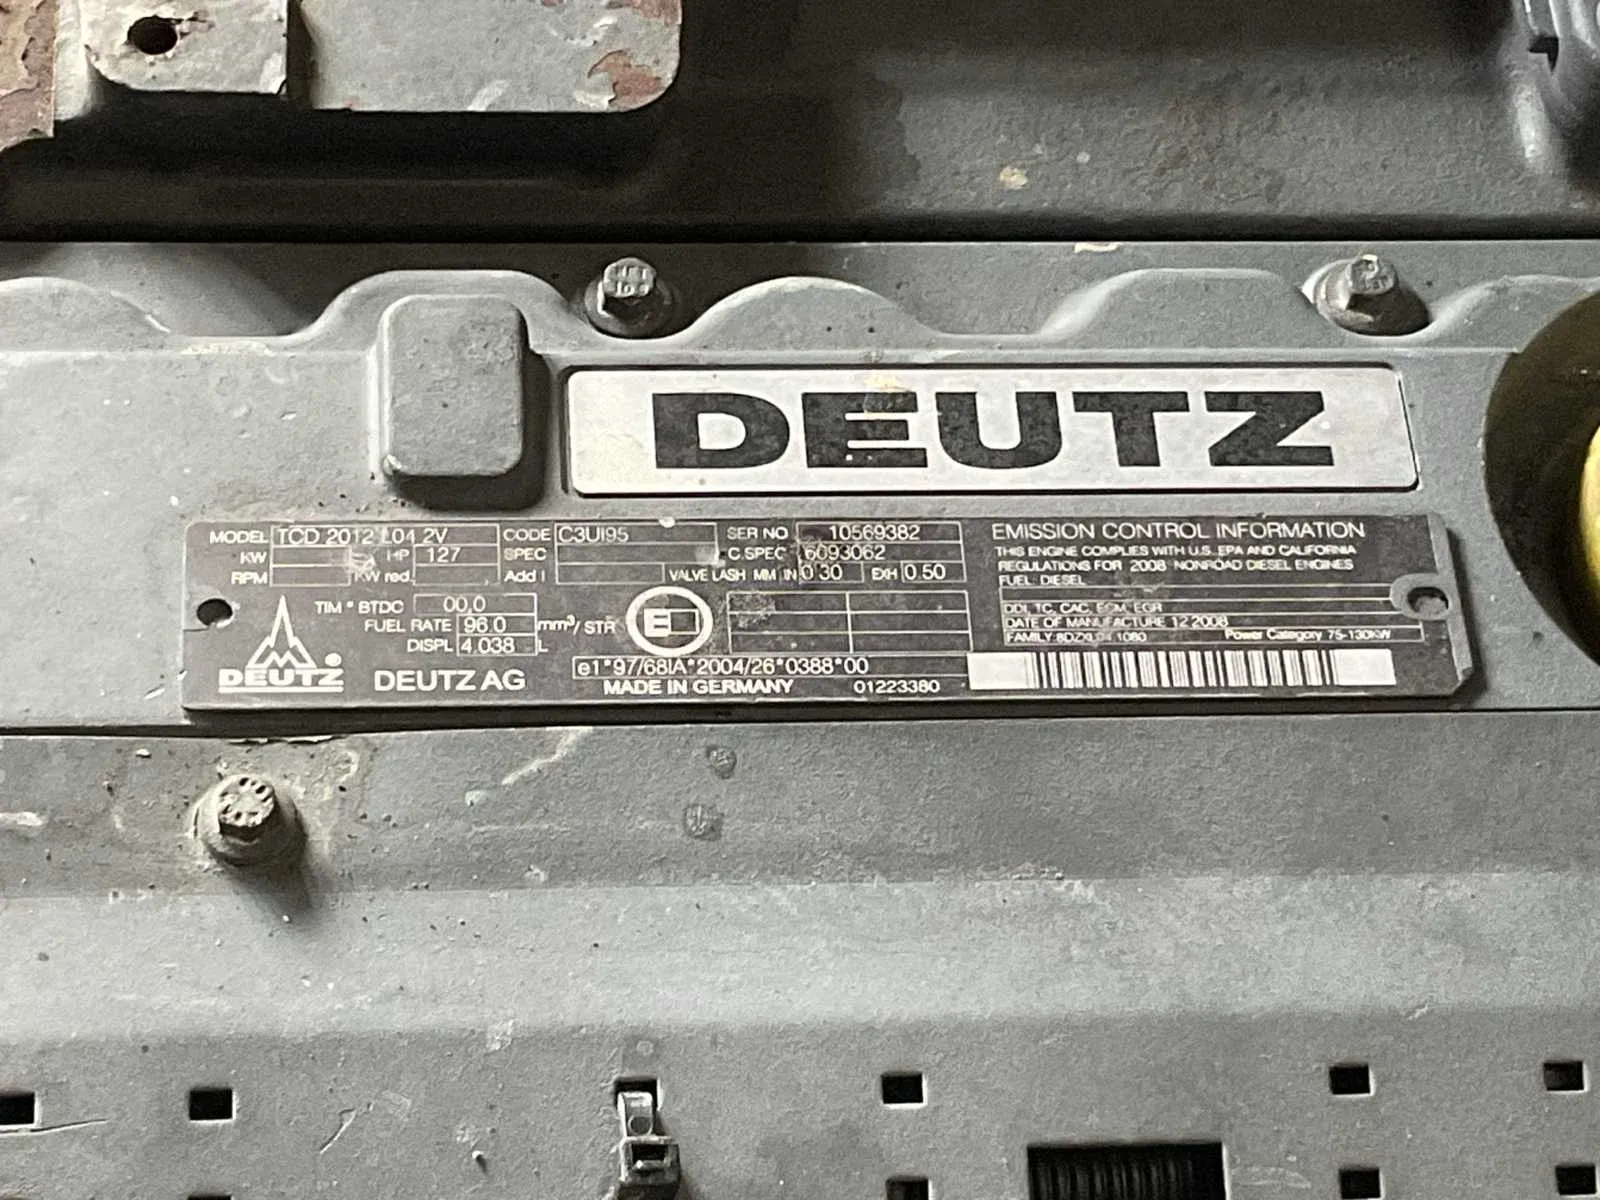 DEUTZ
MODEL TCD 2012 L04 2V CODE C3UI95 SER NO 10569382
KW HP 127 SPEC C.SPEC 6093062
RPM KW red. Add I VALVE LASH MM IN 0.30 EXH 0.50
TIM ° BTDC 00,0
FUEL RATE 96.0 mm³/STR
DISPL 4.038 L
E
DEUTZ® DEUTZ AG
e1*97/68IA*2004/26*0388*00
MADE IN GERMANY 01223380
EMISSION CONTROL INFORMATION
THIS ENGINE COMPLIES WITH U.S. EPA AND CALIFORNIA
REGULATIONS FOR 2008 NONROAD DIESEL ENGINES
FUEL: DIESEL
DDI, TC, CAC, ECM, EGR
DATE OF MANUFACTURE 12 2008
FAMILY: Power Category 75-130KW